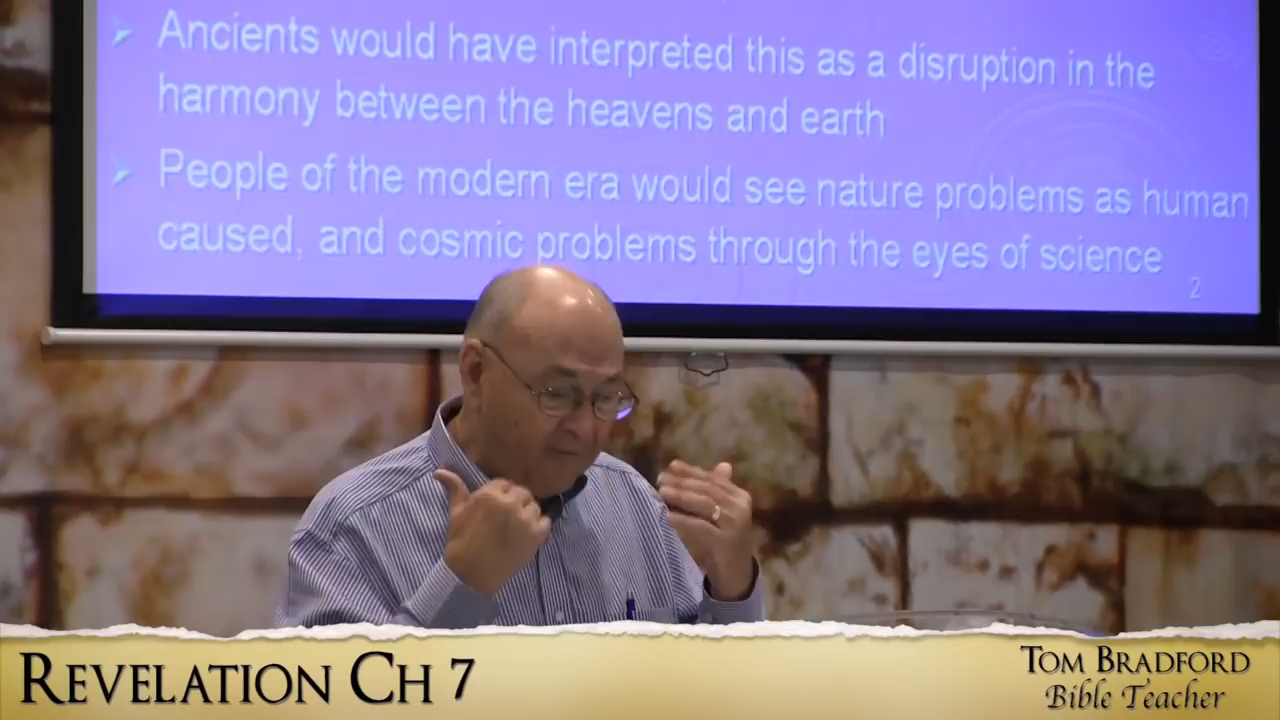 Ancients would have interpreted this as a disruption in the
harmony between the heavens and earth
People of the modern era would see nature problems as human
caused, and cosmic problems through the eyes of science
2
REVELATION CH 7
TOM BRADFORD
Bible Teacher